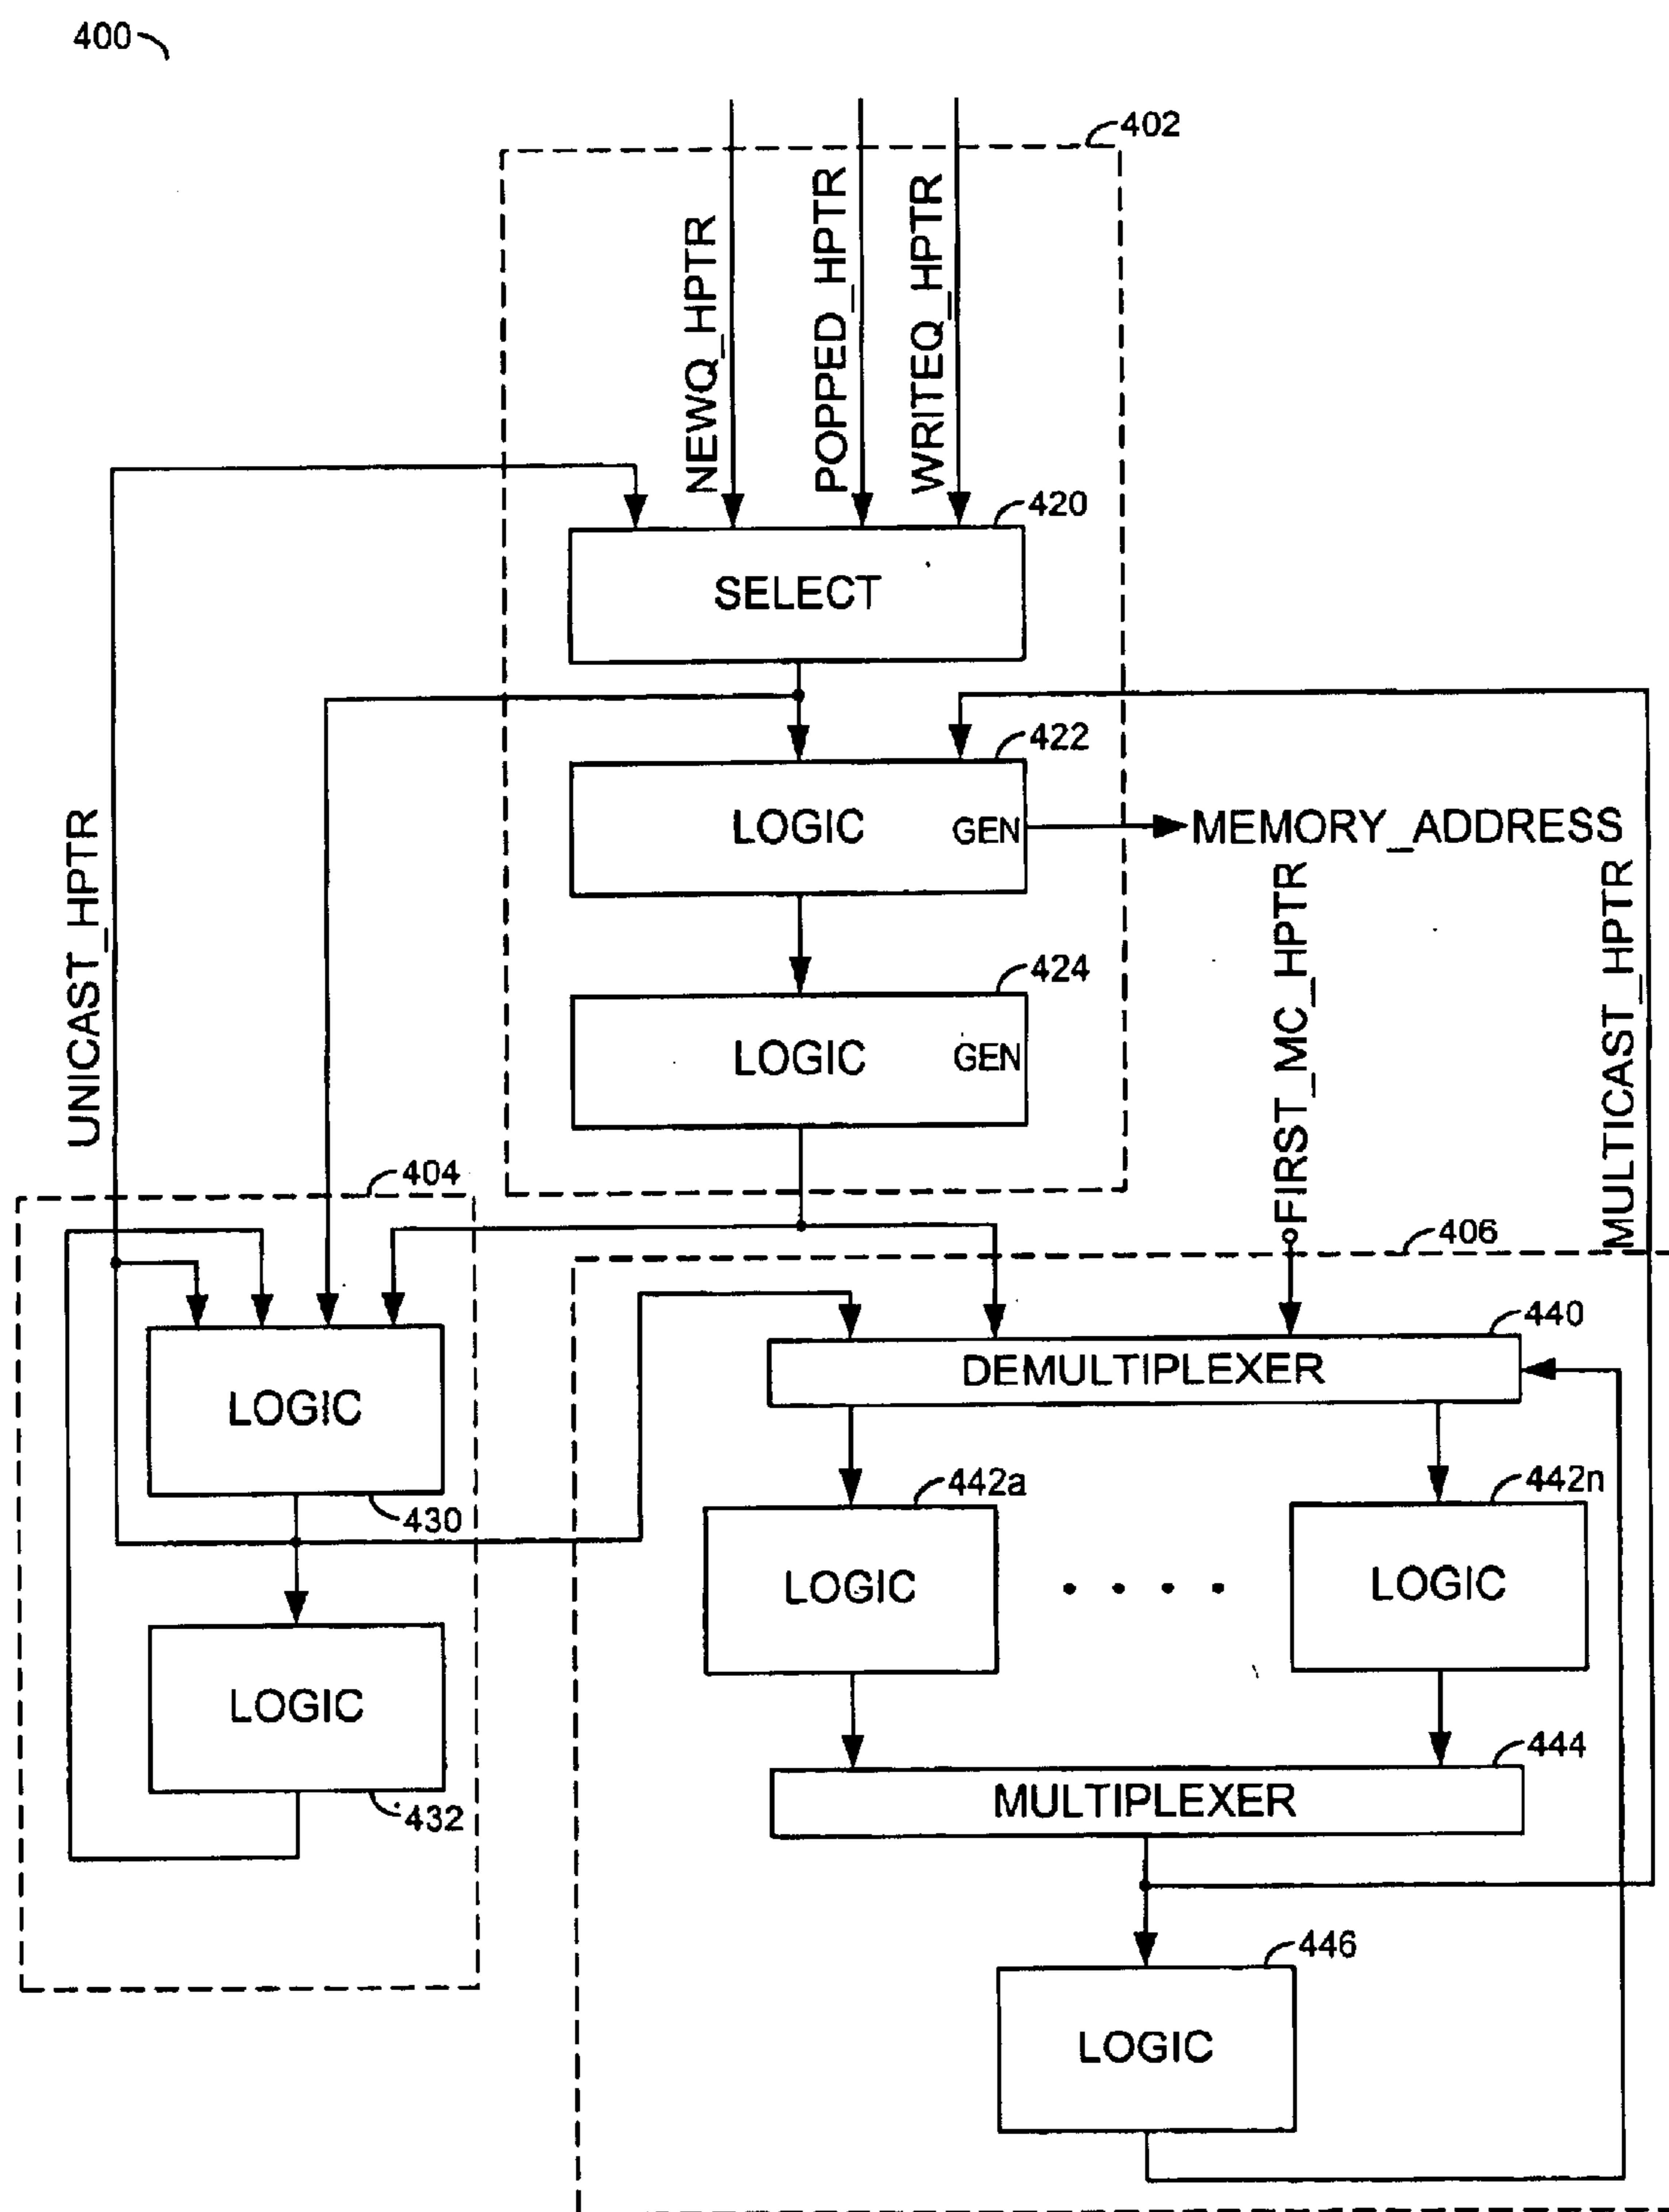 400
402
NEWQ_HPTR
POPPED_HPTR
WRITEQ_HPTR
420
SELECT
422
LOGIC
GEN
MEMORY_ADDRESS
UNICAST_HPTR
FIRST_MC_HPTR
MULTICAST_HPTR
424
LOGIC
GEN
404
406
440
DEMULTIPLEXER
LOGIC
430
442a
442n
LOGIC
. . . .
LOGIC
LOGIC
432
444
MULTIPLEXER
446
LOGIC